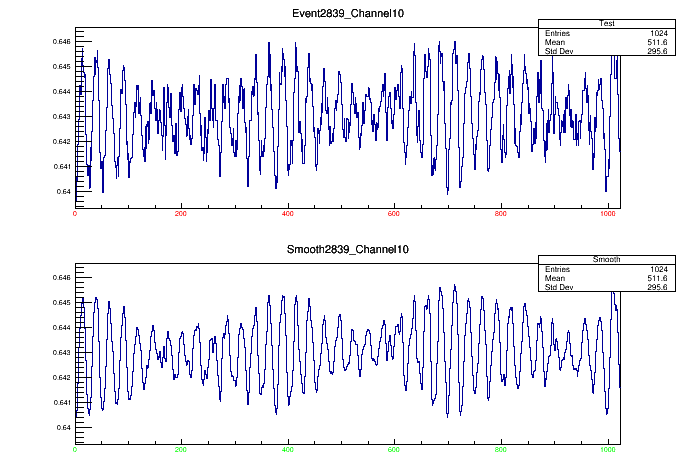 Event2839_Channel10
Test
Entries 1024
Mean 511.6
Std Dev 295.6
0.646
0.645
0.644
0.643
0.642
0.641
0.64
0 200 400 600 800 1000
Smooth2839_Channel10
Smooth
Entries 1024
Mean 511.6
Std Dev 295.6
0.646
0.645
0.644
0.643
0.642
0.641
0.64
0 200 400 600 800 1000